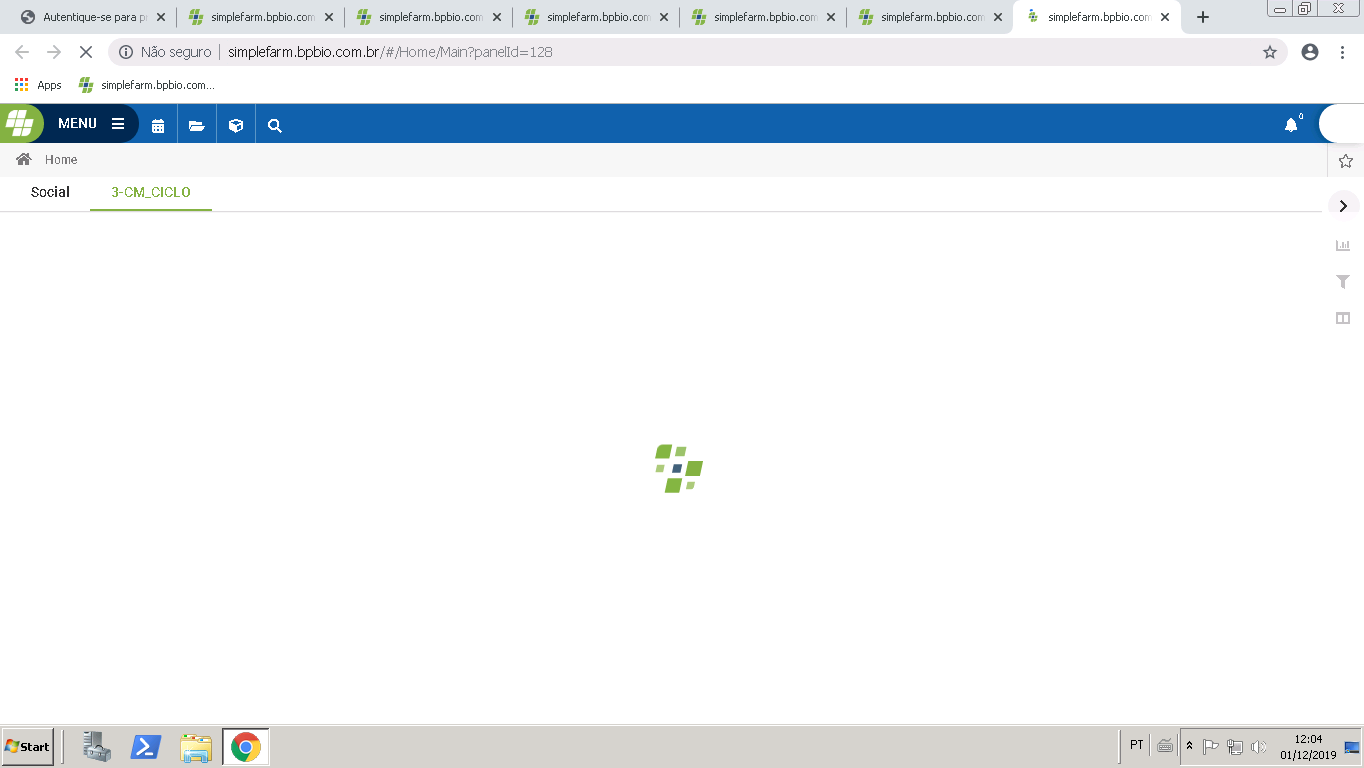 Autentique-se para pr
simplefarm.bpbio.com
simplefarm.bpbio.com
simplefarm.bpbio.com
simplefarm.bpbio.com
simplefarm.bpbio.com
simplefarm.bpbio.com
Não seguro | simplefarm.bpbio.com.br/#/Home/Main?panelId=128
Apps simplefarm.bpbio.com...
MENU
0
Home
Social 3-CM_CICLO
Start
PT
12:04
01/12/2019